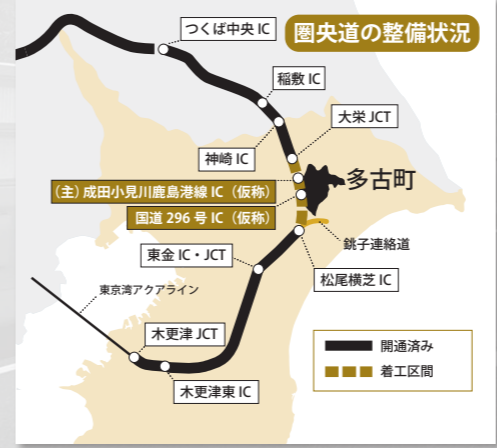 圏央道の整備状況
つくば中央 IC
稲敷 IC
大栄 JCT
神崎 IC
多古町
（主）成田小見川鹿島港線 IC（仮称）
国道 296 号 IC（仮称）
銚子連絡道
東金 IC・JCT
松尾横芝 IC
東京湾アクアライン
木更津 JCT
木更津東 IC
開通済み
着工区間